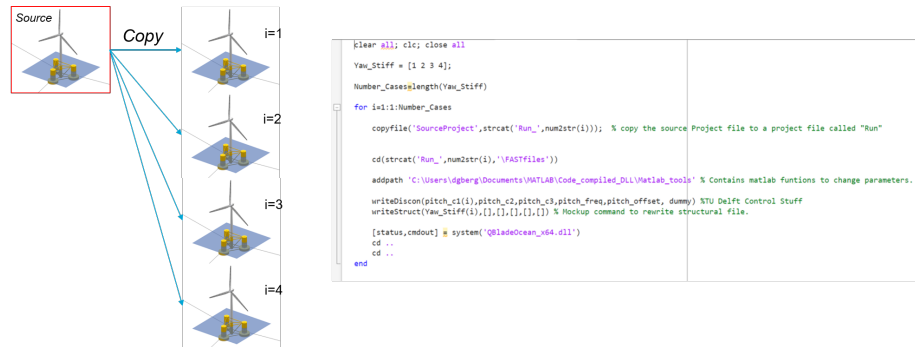 Source
Copy
i=1
i=2
i=3
i=4
clear all; clc; close all
Yaw_Stiff = [1 2 3 4];
Number_Cases=length(Yaw_Stiff)
for i=1:1:Number_Cases
copyfile('SourceProject',strcat('Run_',num2str(i))); % copy the source Project file to a project file called "Run"
cd(strcat('Run_',num2str(i),'\FASTfiles'))
addpath 'C:\Users\dgberg\Documents\MATLAB\Code_compiled_DLL\Matlab_tools' % Contains matlab funtions to change parameters.
writeDiscon(pitch_c1(i),pitch_c2,pitch_c3,pitch_freq,pitch_offset, dummy) %TU Delft Control Stuff
writeStruct(Yaw_Stiff(i),[],[],[],[],[]) % Mockup command to rewrite structural file.
[status,cmdout] = system('QBladeOcean_x64.dll')
cd ..
cd ..
end